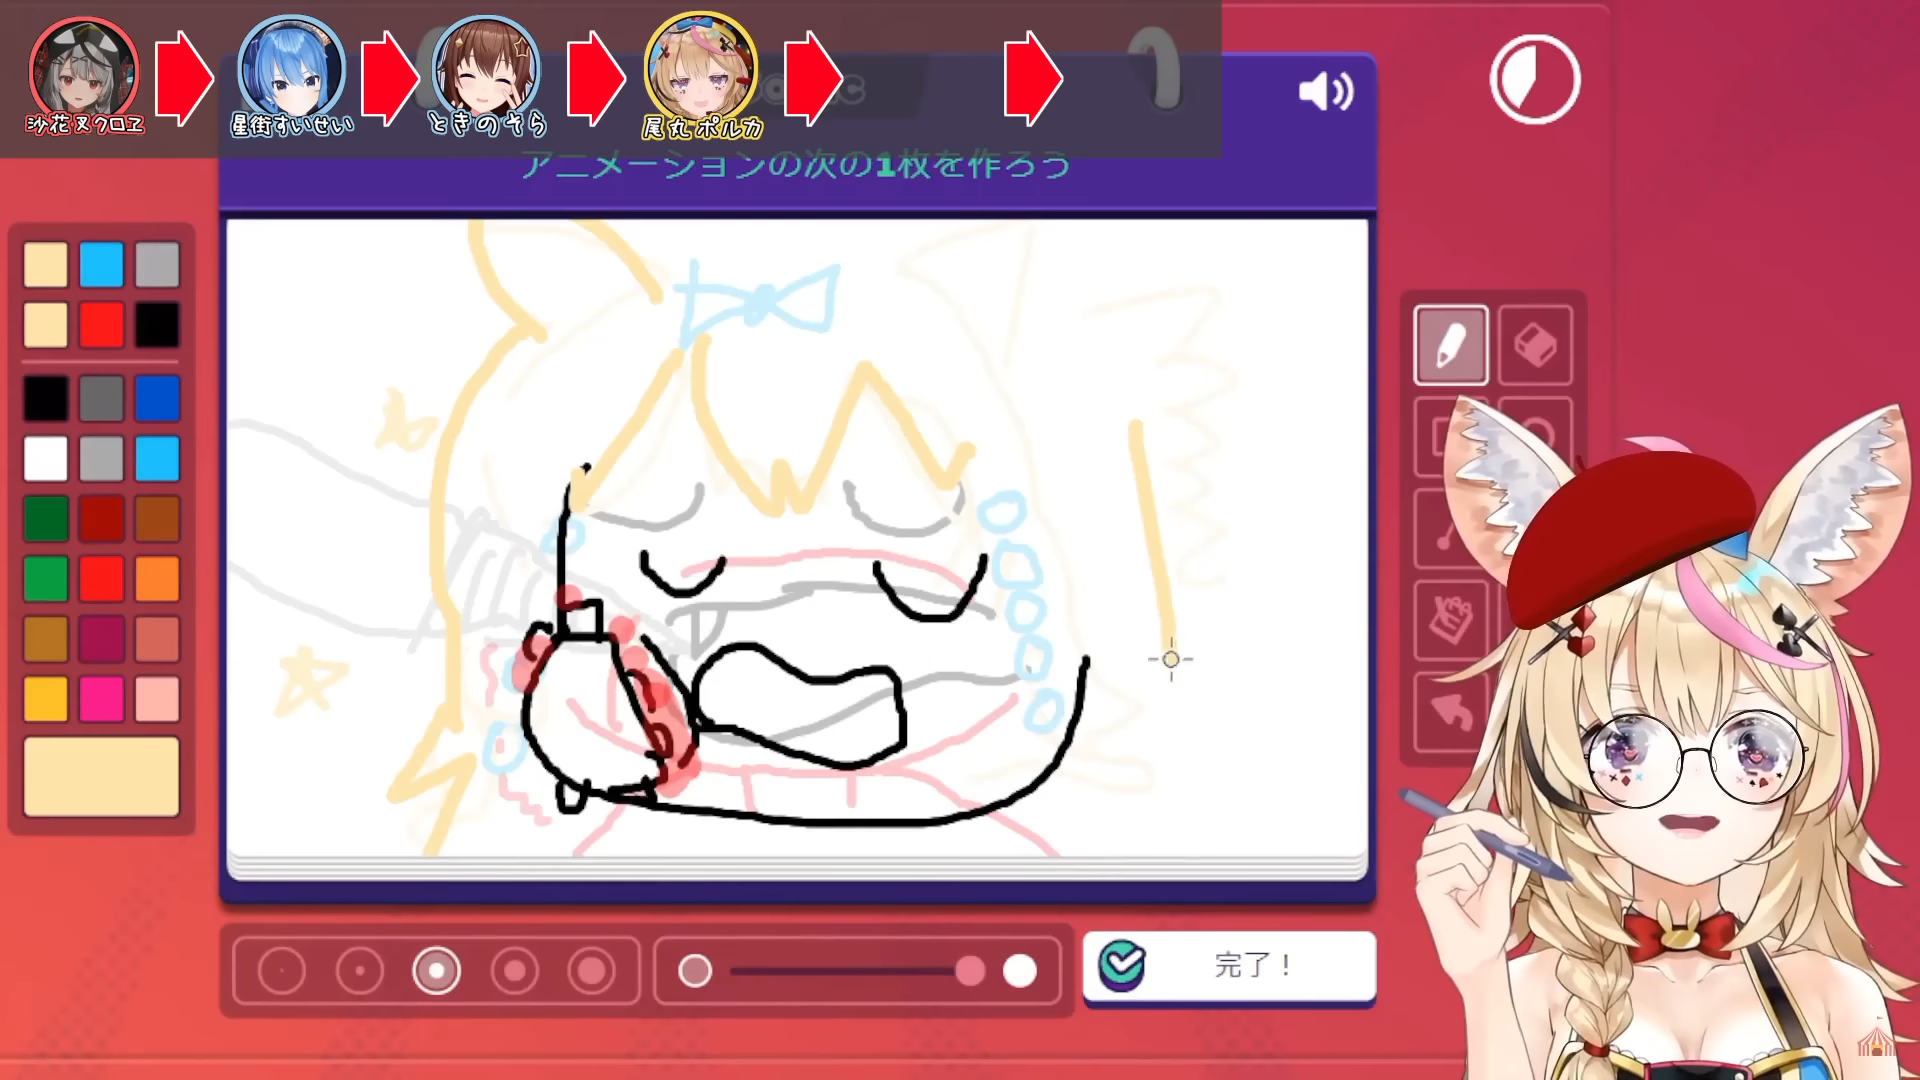 沙花叉クロヱ
星街すいせい
ときのそら
尾丸ポルカ
アニメーションの次の1枚を作ろう
完了！